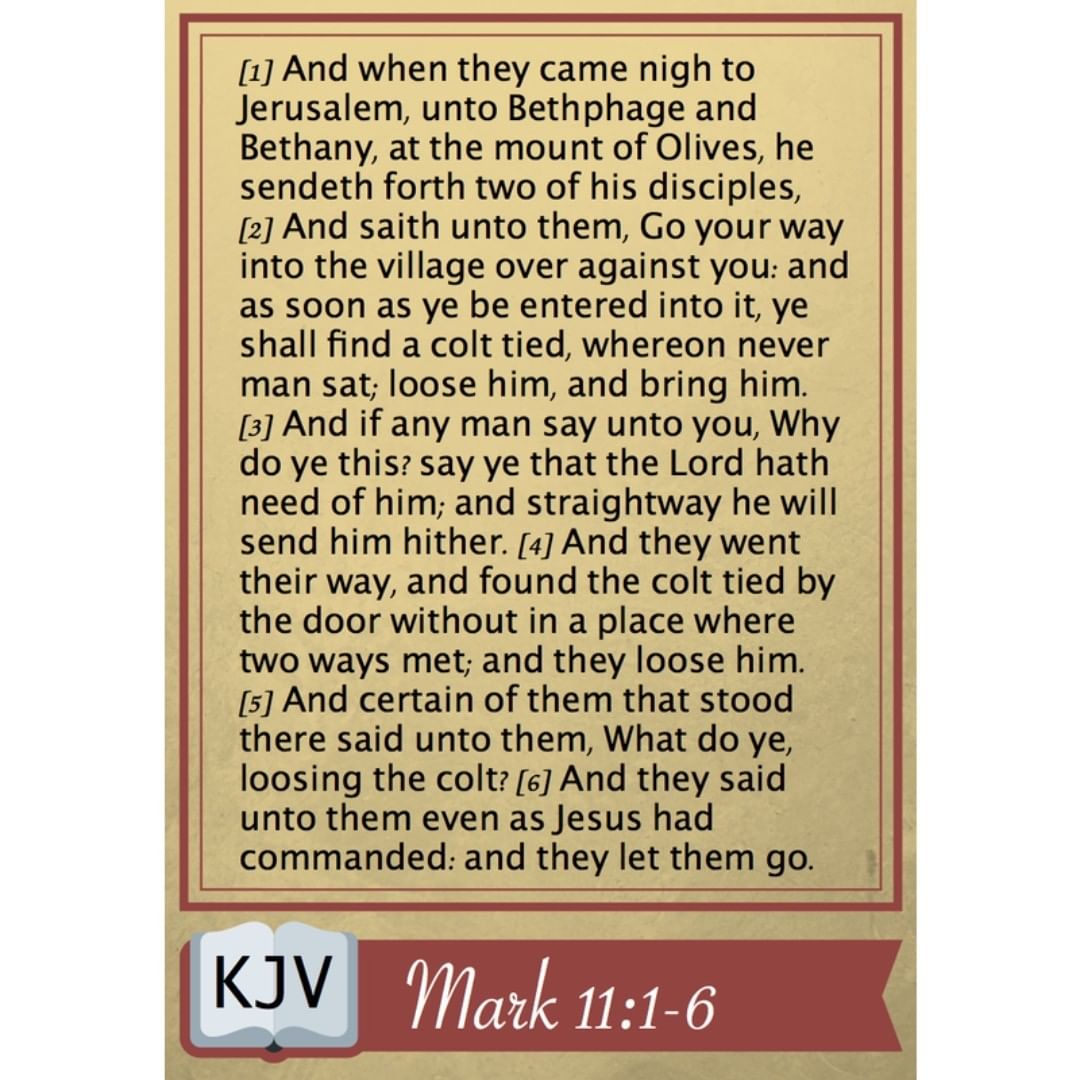 [1] And when they came nigh to
Jerusalem, unto Bethphage and
Bethany, at the mount of Olives, he
sendeth forth two of his disciples,
[2] And saith unto them, Go your way
into the village over against you: and
as soon as ye be entered into it, ye
shall find a colt tied, whereon never
man sat; loose him, and bring him.
[3] And if any man say unto you, Why
do ye this? say ye that the Lord hath
need of him; and straightway he will
send him hither. [4] And they went
their way, and found the colt tied by
the door without in a place where
two ways met; and they loose him.
[5] And certain of them that stood
there said unto them, What do ye,
loosing the colt? [6] And they said
unto them even as Jesus had
commanded: and they let them go.
KJV
Mark 11:1-6